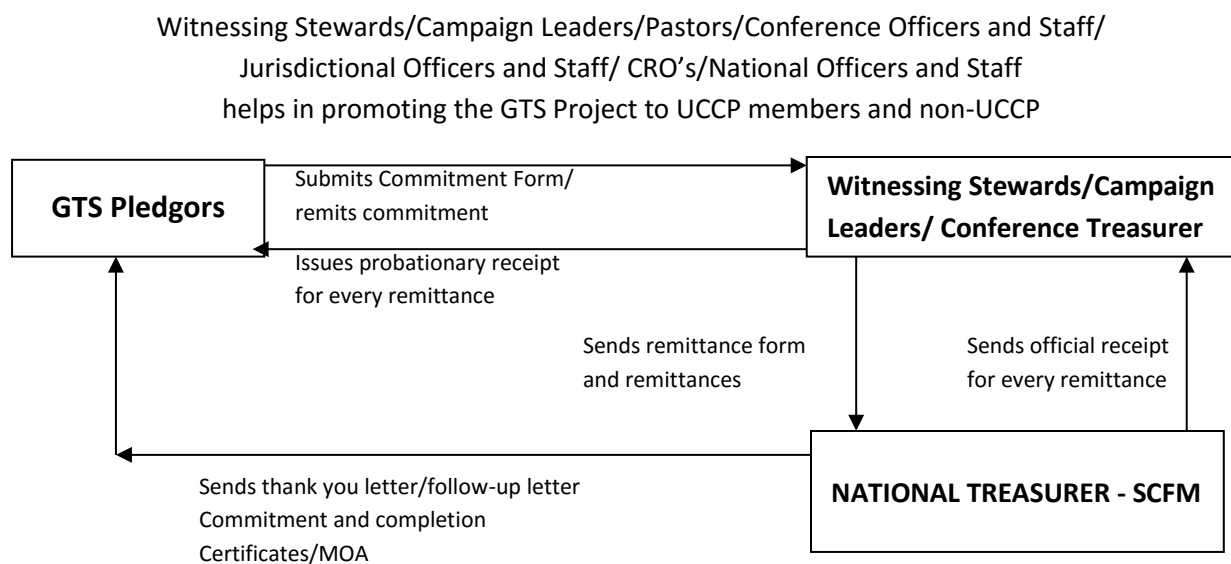 Witnessing Stewards/Campaign Leaders/Pastors/Conference Officers and Staff/
Jurisdictional Officers and Staff/ CRO's/National Officers and Staff
helps in promoting the GTS Project to UCCP members and non-UCCP
GTS Pledgors
Submits Commitment Form/
remits commitment
Witnessing Stewards/Campaign
Leaders/ Conference Treasurer
Issues probationary receipt
for every remittance
Sends remittance form
and remittances
Sends official receipt
for every remittance
Sends thank you letter/follow-up letter
Commitment and completion
Certificates/MOA
NATIONAL TREASURER - SCFM